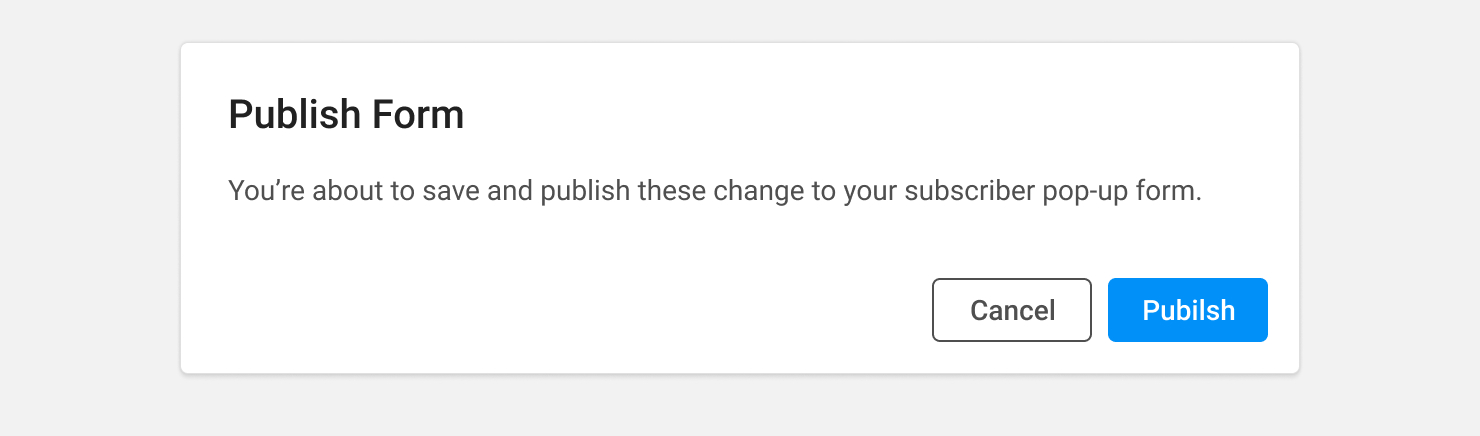 Publish Form
You’re about to save and publish these change to your subscriber pop-up form.
Cancel
Pubilsh